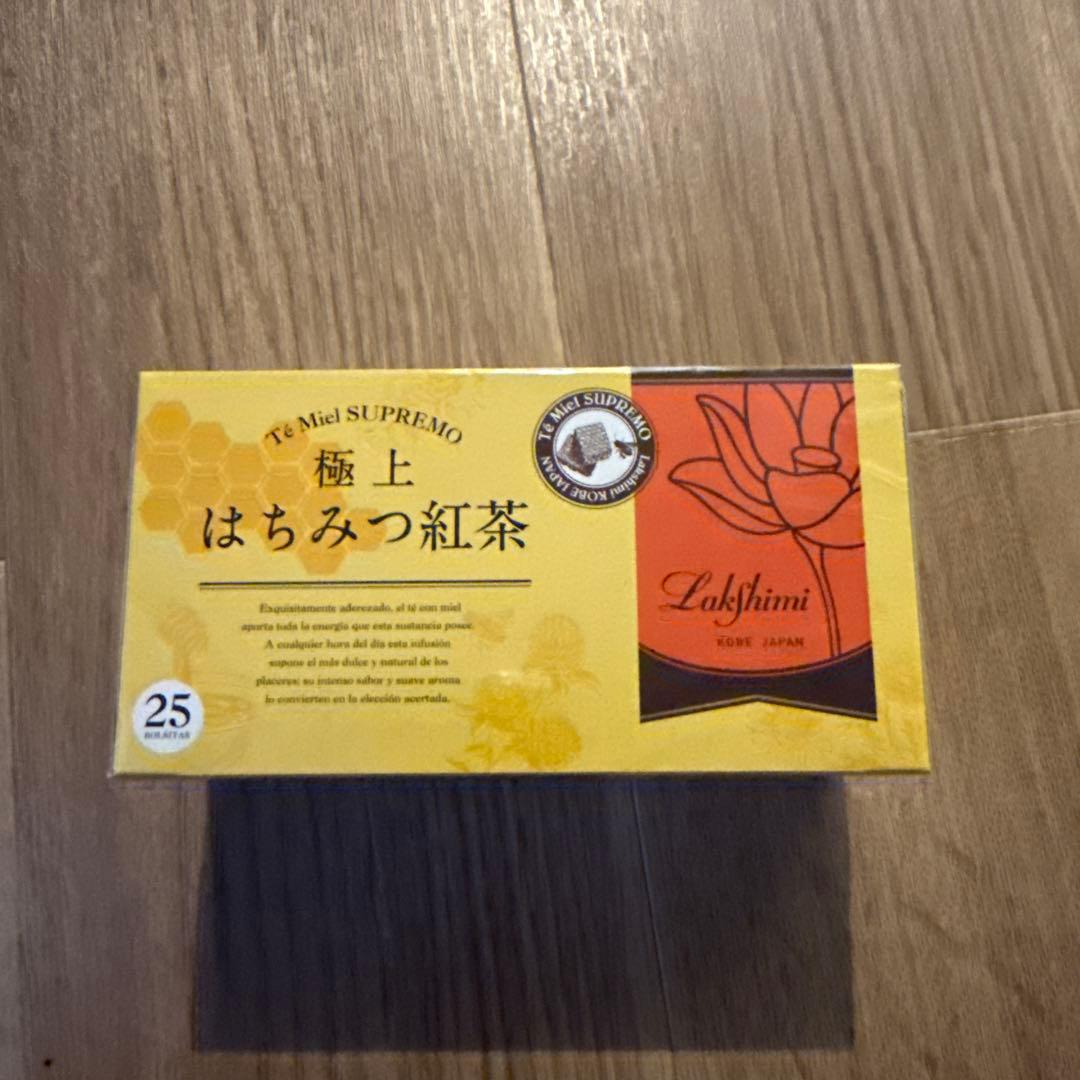 Té Miel SUPREMO
極上
はちみつ紅茶
Exquisitamente aderezado, el té con miel
aporta toda la energía que esta sustancia posee.
A cualquier hora del día esta infusión
supone el más dulce y natural de los
placeres; su intenso sabor y suave aroma
lo convierten en la elección acertada.
25
BOLSITAS
Té Miel SUPREMO
Lakshimi KOBE JAPAN
Lakshimi
KOBE JAPAN